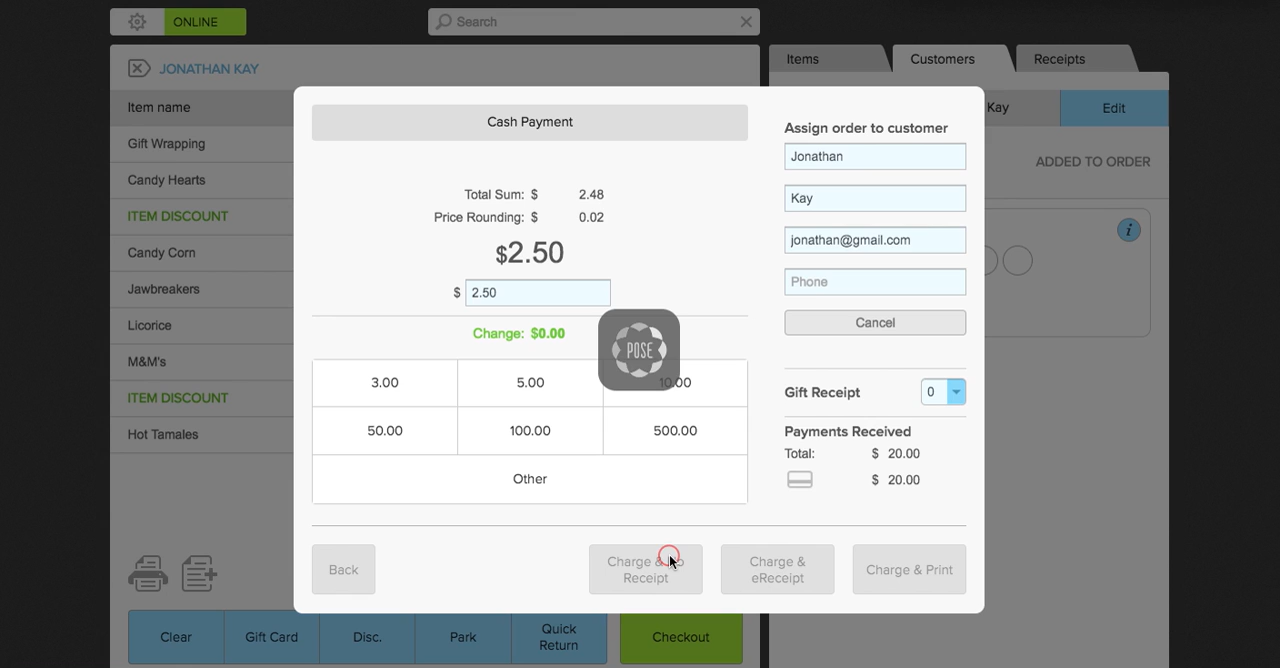 ONLINE
Search
JONATHAN KAY
Items
Customers
Receipts
Item name
Kay
Edit
Gift Wrapping
Candy Hearts
ITEM DISCOUNT
Candy Corn
Jawbreakers
Licorice
M&M's
ITEM DISCOUNT
Hot Tamales
ADDED TO ORDER
i
Cash Payment
Total Sum: $ 2.48
Price Rounding: $ 0.02
$2.50
$ 2.50
Change: $0.00
POSE
3.00 5.00 10.00
50.00 100.00 500.00
Other
Assign order to customer
Jonathan
Kay
jonathan@gmail.com
Phone
Cancel
Gift Receipt 0
Payments Received
Total: $ 20.00
$ 20.00
Back
Charge & No
Receipt
Charge &
eReceipt
Charge & Print
Clear
Gift Card
Disc.
Park
Quick
Return
Checkout